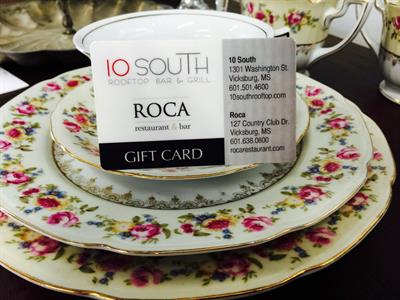 10 SOUTH
ROOFTOP BAR & GRILL
ROCA
restaurant & bar
GIFT CARD
10 South
1301 Washington St.
Vicksburg, MS
601.501.4600
10southrooftop.com
Roca
127 Country Club Dr.
Vicksburg, MS
601.638.0800
rocarestaurant.com